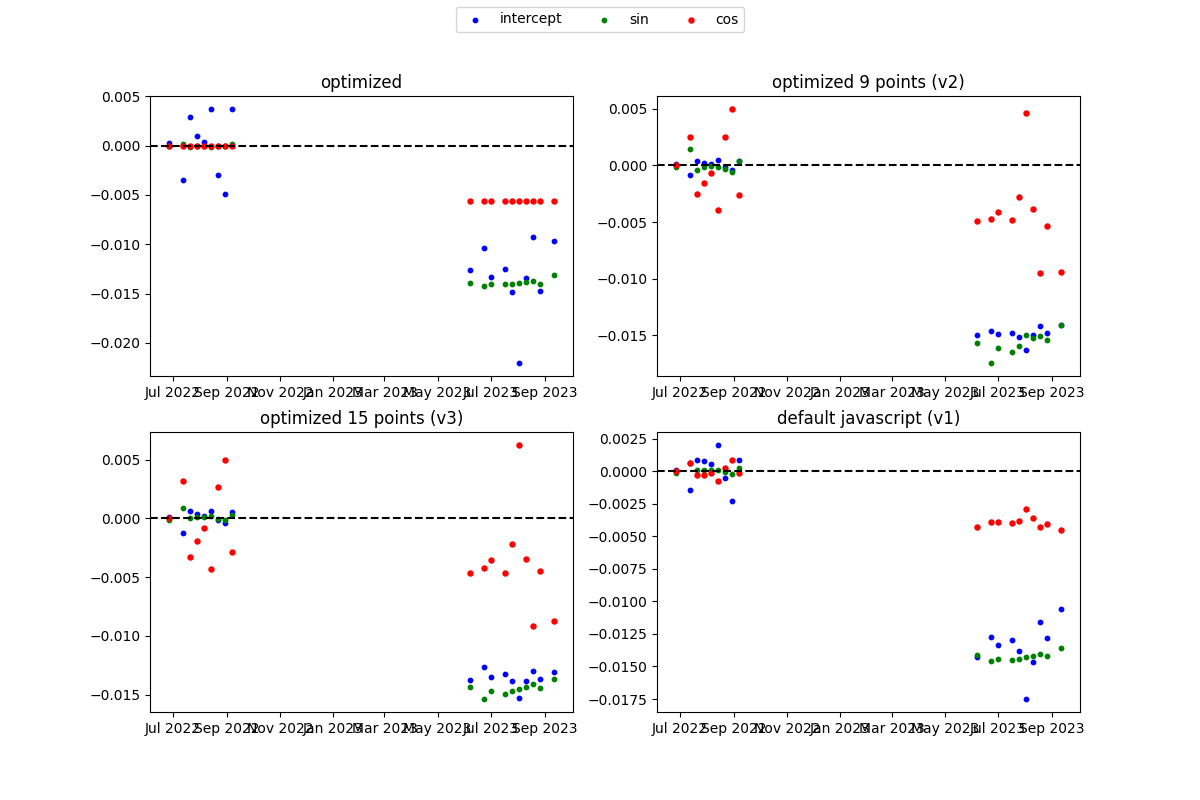 intercept sin cos
optimized
0.005
0.000
−0.005
−0.010
−0.015
−0.020
Jul 2022 Sep 2022 Nov 2022 Jan 2023 Mar 2023 May 2023 Jul 2023 Sep 2023
optimized 9 points (v2)
0.005
0.000
−0.005
−0.010
−0.015
Jul 2022 Sep 2022 Nov 2022 Jan 2023 Mar 2023 May 2023 Jul 2023 Sep 2023
optimized 15 points (v3)
0.005
0.000
−0.005
−0.010
−0.015
Jul 2022 Sep 2022 Nov 2022 Jan 2023 Mar 2023 May 2023 Jul 2023 Sep 2023
default javascript (v1)
0.0025
0.0000
−0.0025
−0.0050
−0.0075
−0.0100
−0.0125
−0.0150
−0.0175
Jul 2022 Sep 2022 Nov 2022 Jan 2023 Mar 2023 May 2023 Jul 2023 Sep 2023